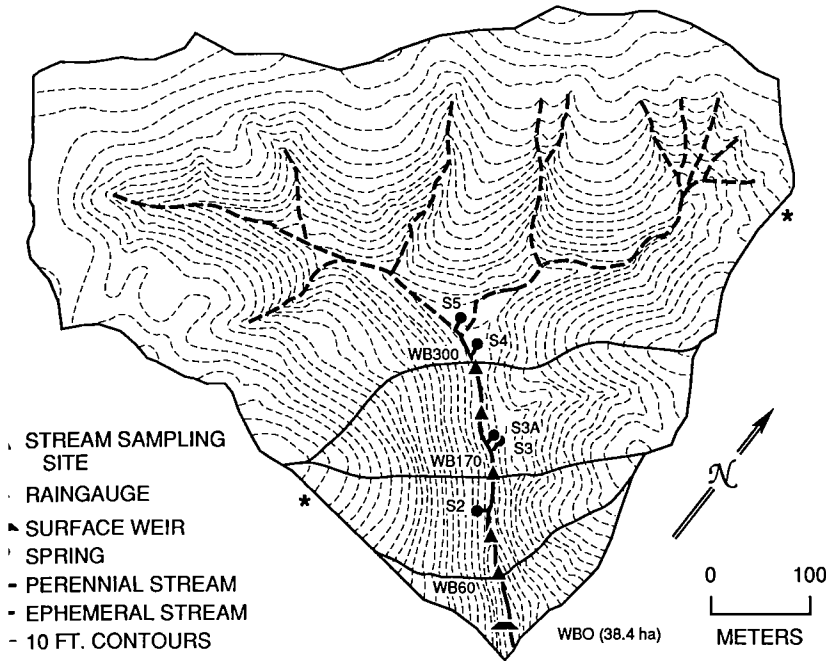 S5
S4
WB300
S3A
S3
WB170
S2
WB60
WBO (38.4 ha)
STREAM SAMPLING
SITE
RAINGAUGE
SURFACE WEIR
SPRING
PERENNIAL STREAM
EPHEMERAL STREAM
10 FT. CONTOURS
N
0 100
METERS